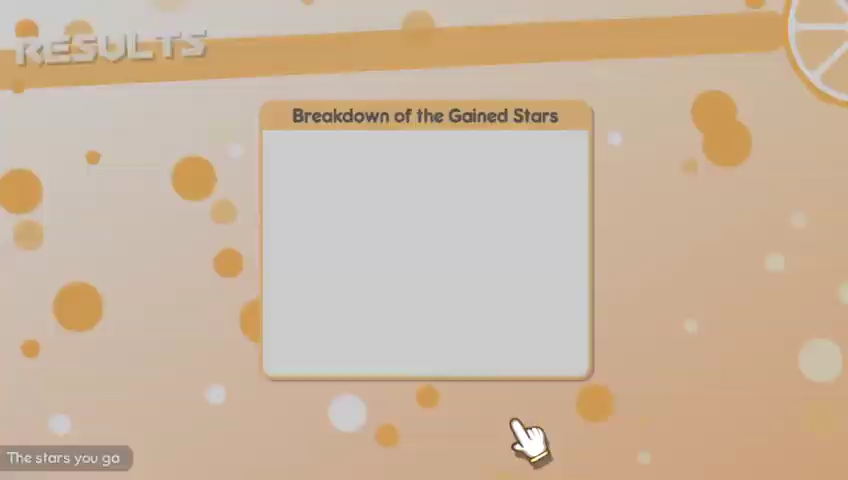 RESULTS
Breakdown of the Gained Stars
The stars you ga